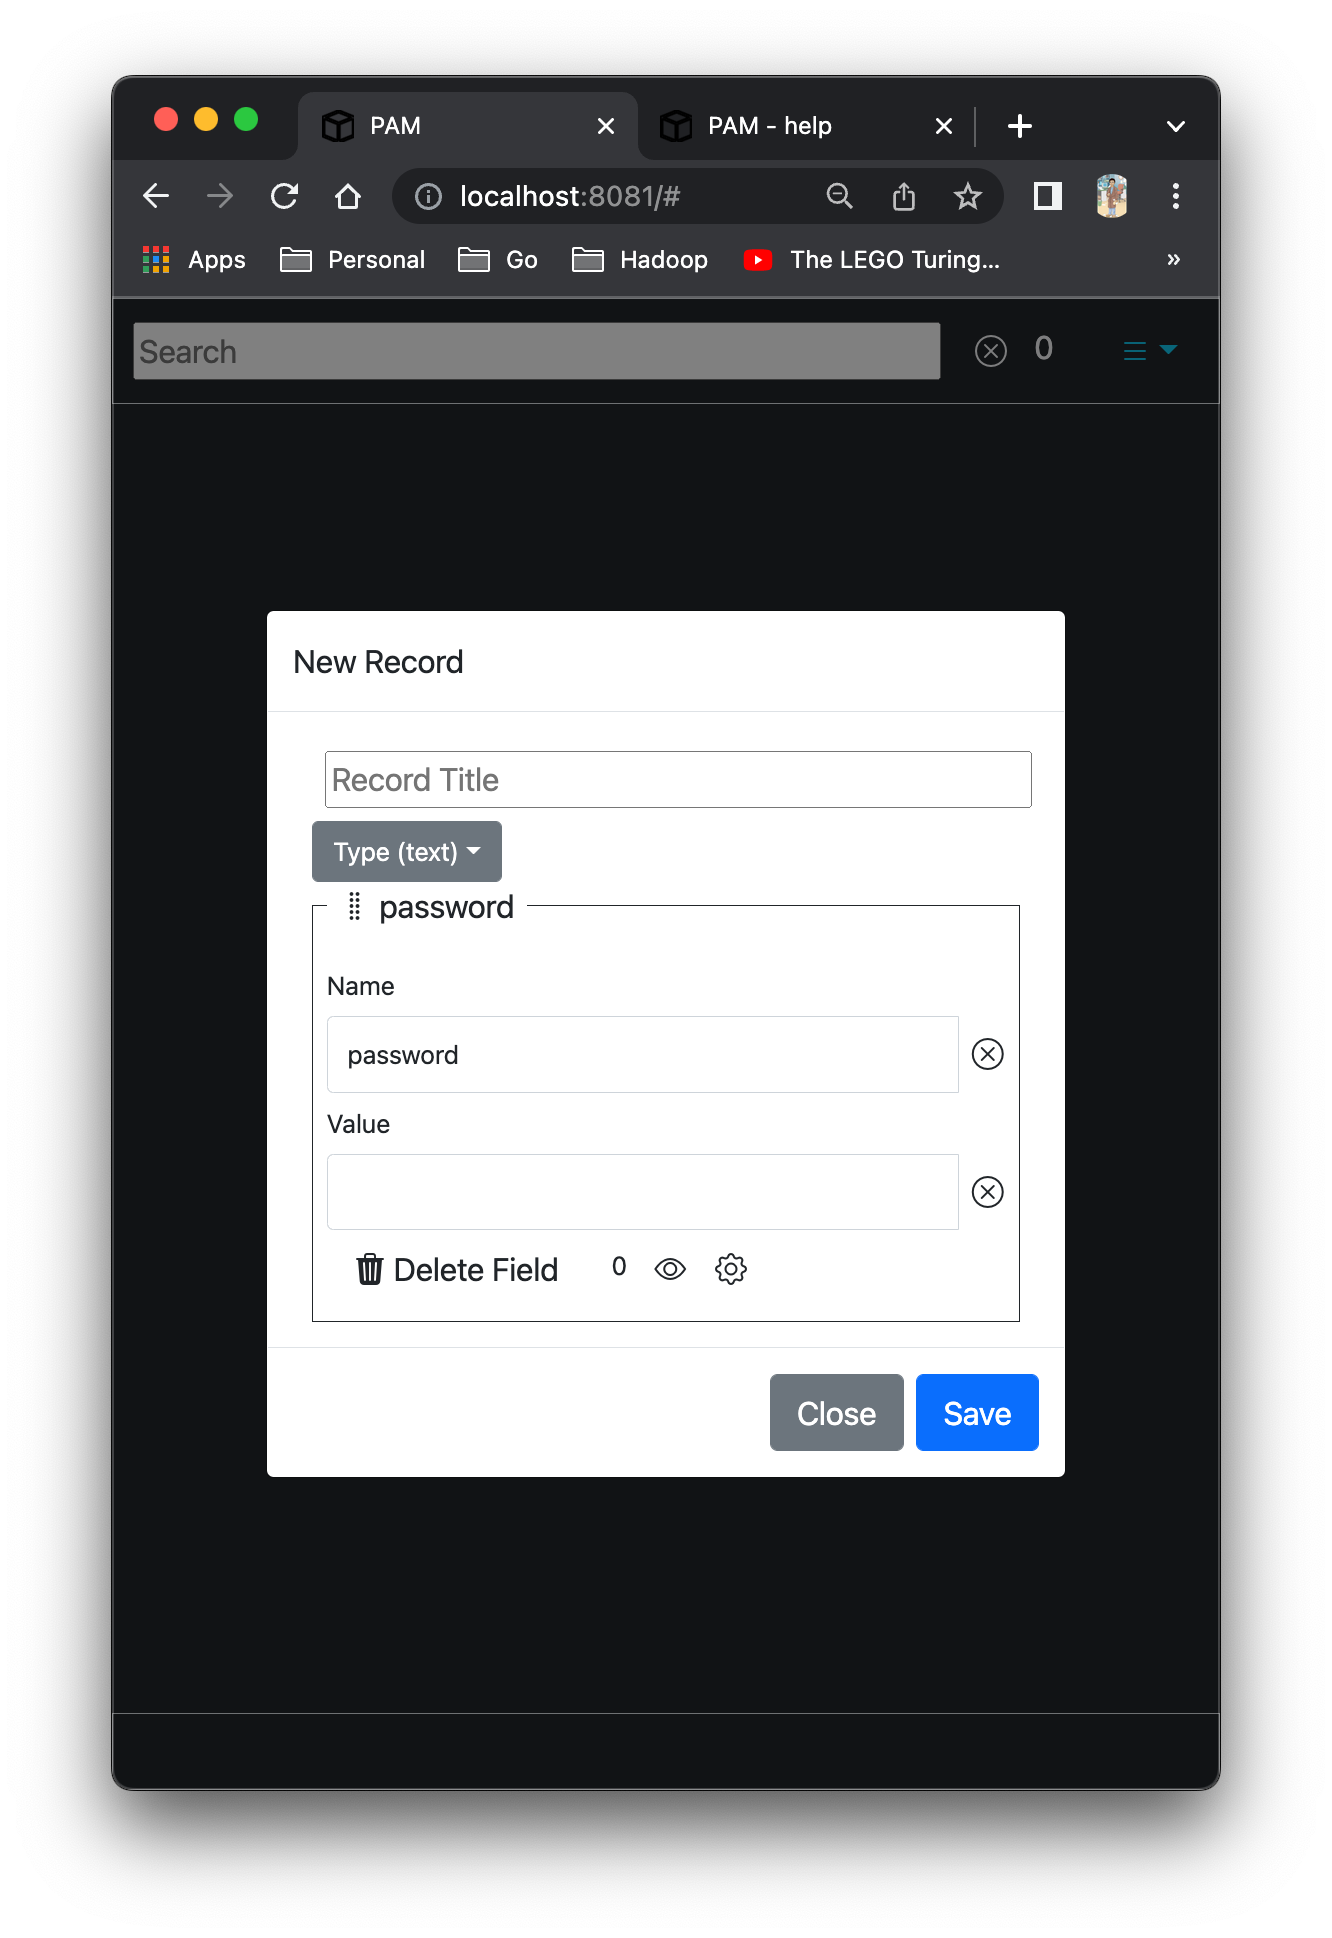 PAM
PAM - help
localhost:8081/#
Apps
Personal
Go
Hadoop
The LEGO Turing...
»
Search
0
New Record
Record Title
Type (text)
password
Name
password
Value
Delete Field
0
Close
Save